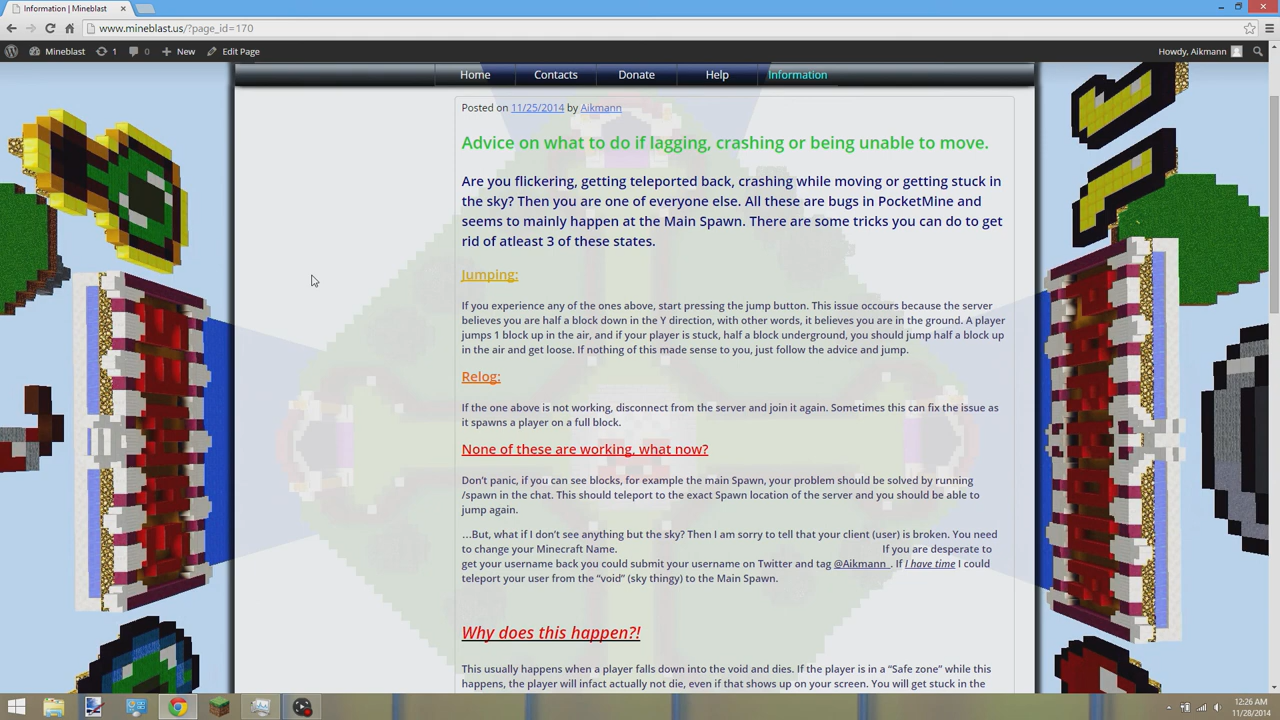 Information | Mineblast
www.mineblast.us/?page_id=170
Mineblast 1 0 New Edit Page Howdy, Aikmann
Home Contacts Donate Help Information
Posted on 11/25/2014 by Aikmann
Advice on what to do if lagging, crashing or being unable to move.
Are you flickering, getting teleported back, crashing while moving or getting stuck in
the sky? Then you are one of everyone else. All these are bugs in PocketMine and
seems to mainly happen at the Main Spawn. There are some tricks you can do to get
rid of atleast 3 of these states.
Jumping:
If you experience any of the ones above, start pressing the jump button. This issue occours because the server
believes you are half a block down in the Y direction, with other words, it believes you are in the ground. A player
jumps 1 block up in the air, and if your player is stuck, half a block underground, you should jump half a block up
in the air and get loose. If nothing of this made sense to you, just follow the advice and jump.
Relog:
If the one above is not working, disconnect from the server and join it again. Sometimes this can fix the issue as
it spawns a player on a full block.
None of these are working, what now?
Don't panic, if you can see blocks, for example the main Spawn, your problem should be solved by running
/spawn in the chat. This should teleport to the exact Spawn location of the server and you should be able to
jump again.
...But, what if I don't see anything but the sky? Then I am sorry to tell that your client (user) is broken. You need
to change your Minecraft Name. If you are desperate to
get your username back you could submit your username on Twitter and tag @Aikmann_. If I have time I could
teleport your user from the “void” (sky thingy) to the Main Spawn.
Why does this happen?!
This usually happens when a player falls down into the void and dies. If the player is in a “Safe zone” while this
happens, the player will infact actually not die, even if that shows up on your screen. You will get stuck in the
12:26 AM
11/28/2014